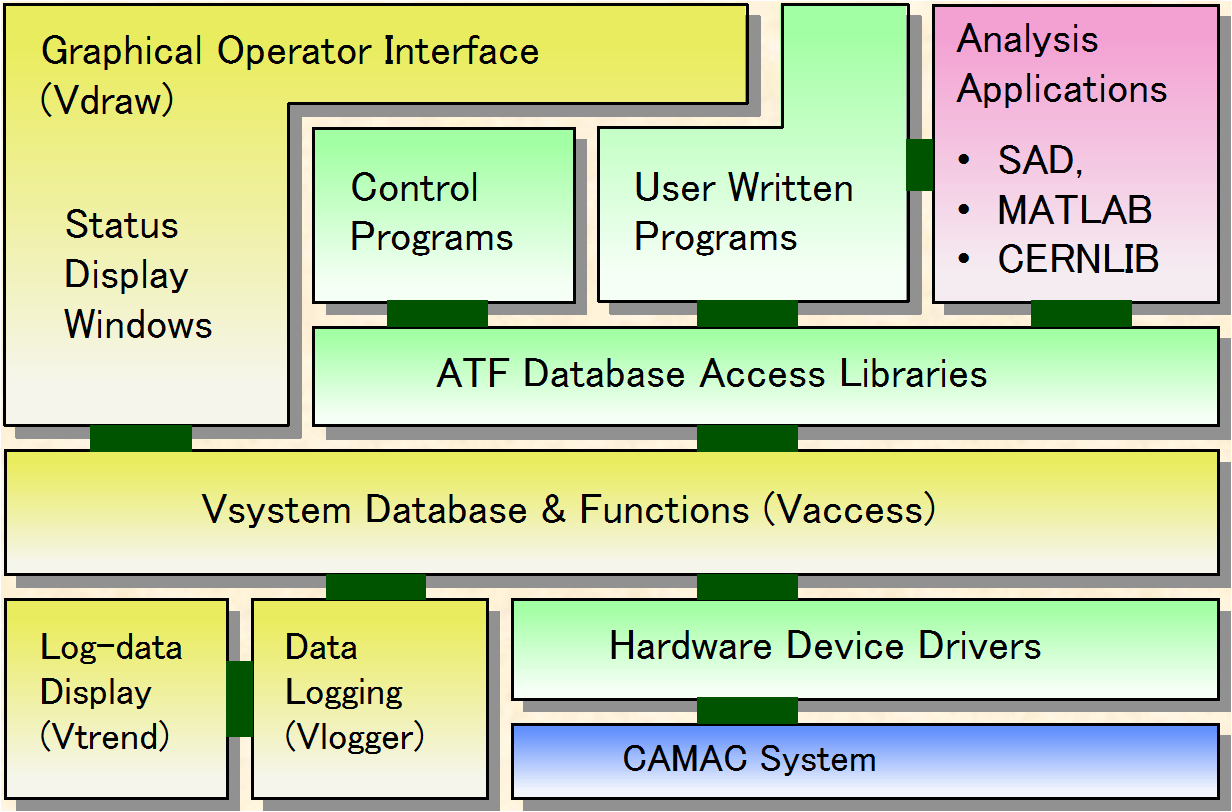 Graphical Operator Interface
(Vdraw)
Status
Display
Windows
Control
Programs
User Written
Programs
Analysis
Applications
• SAD,
• MATLAB
• CERNLIB
ATF Database Access Libraries
Vsystem Database & Functions (Vaccess)
Log-data
Display
(Vtrend)
Data
Logging
(Vlogger)
Hardware Device Drivers
CAMAC System